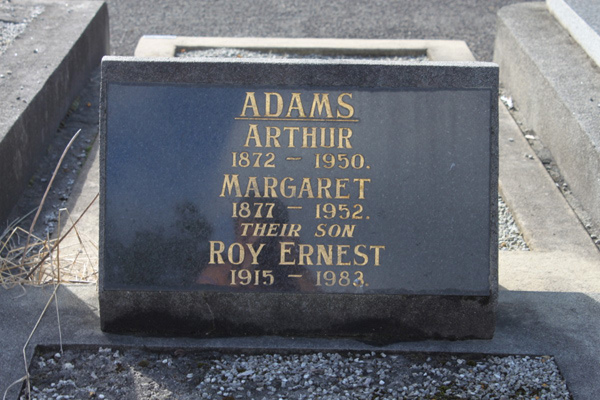 ADAMS
ARTHUR
1872 – 1950.
MARGARET
1877 – 1952.
THEIR SON
ROY ERNEST
1915 – 1983.